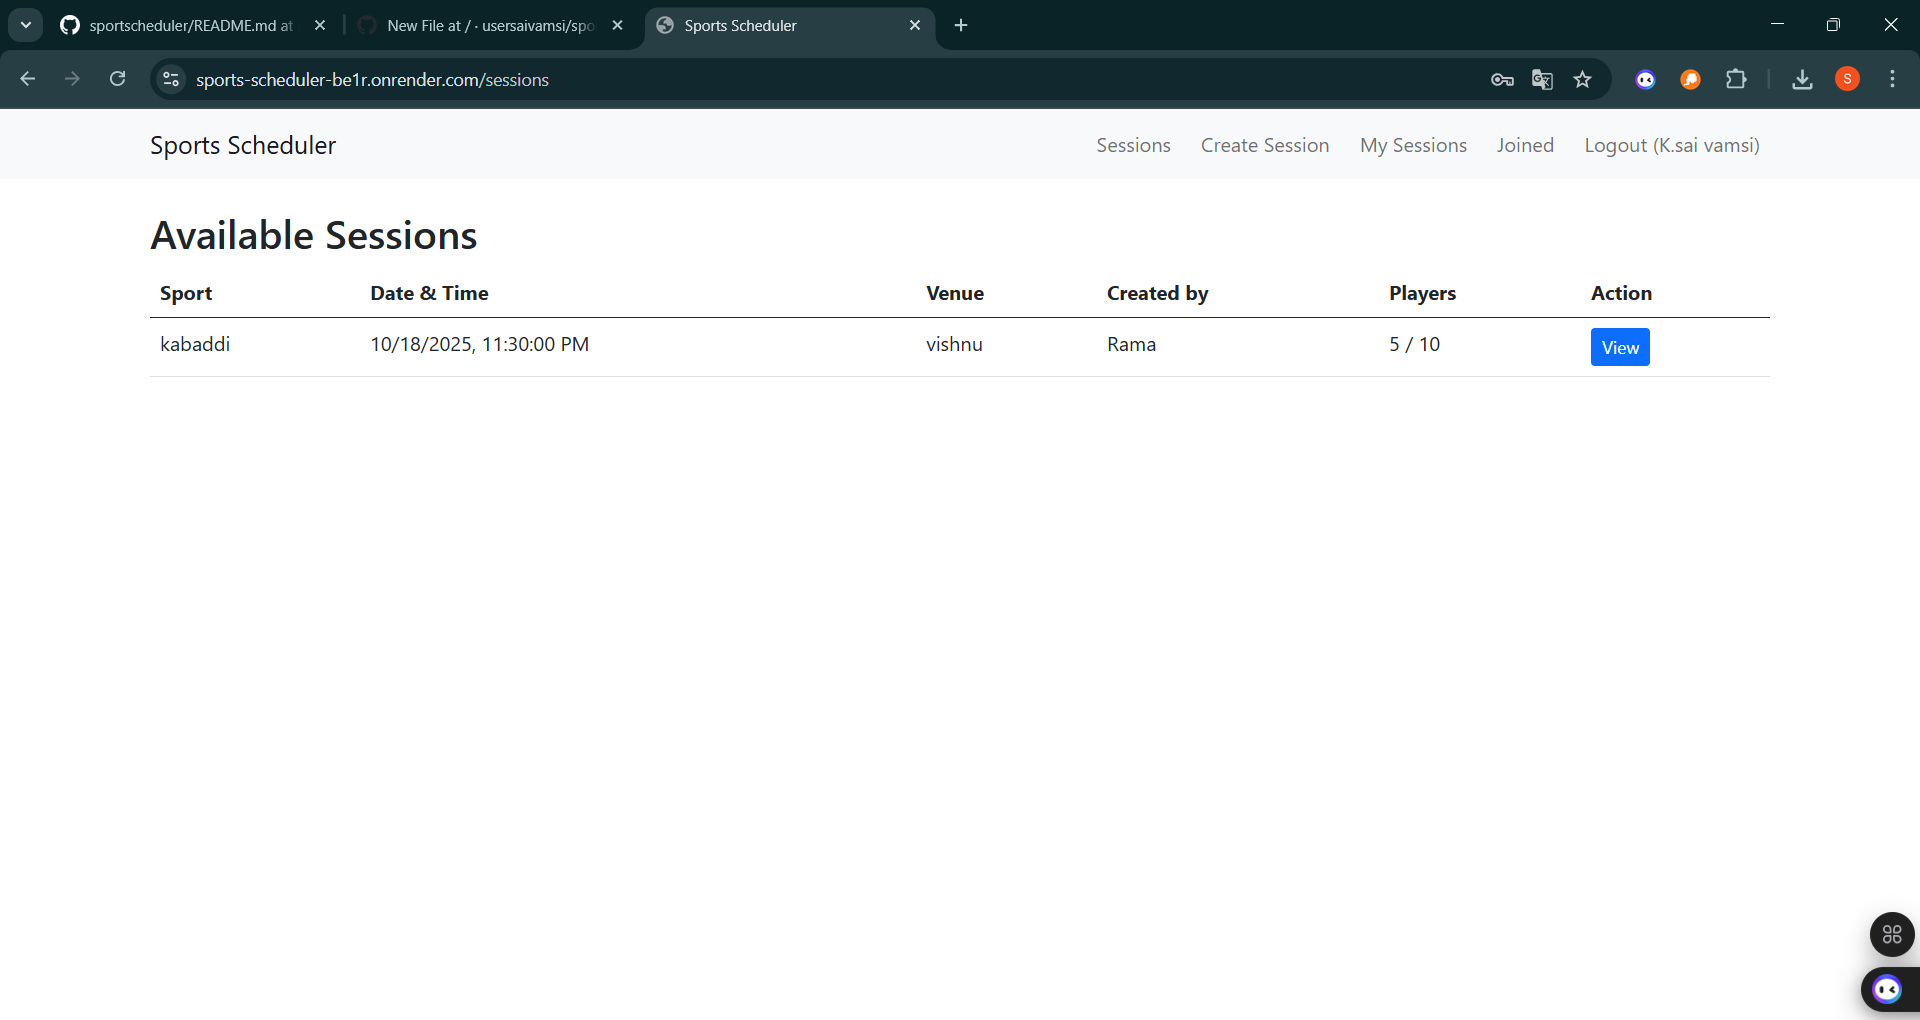 sportscheduler/README.md at
New File at / · usersaivamsi/spo
Sports Scheduler
sports-scheduler-be1r.onrender.com/sessions
S
Sports Scheduler
Sessions Create Session My Sessions Joined Logout (K.sai vamsi)
Available Sessions
Sport Date & Time Venue Created by Players Action
kabaddi 10/18/2025, 11:30:00 PM vishnu Rama 5 / 10 View